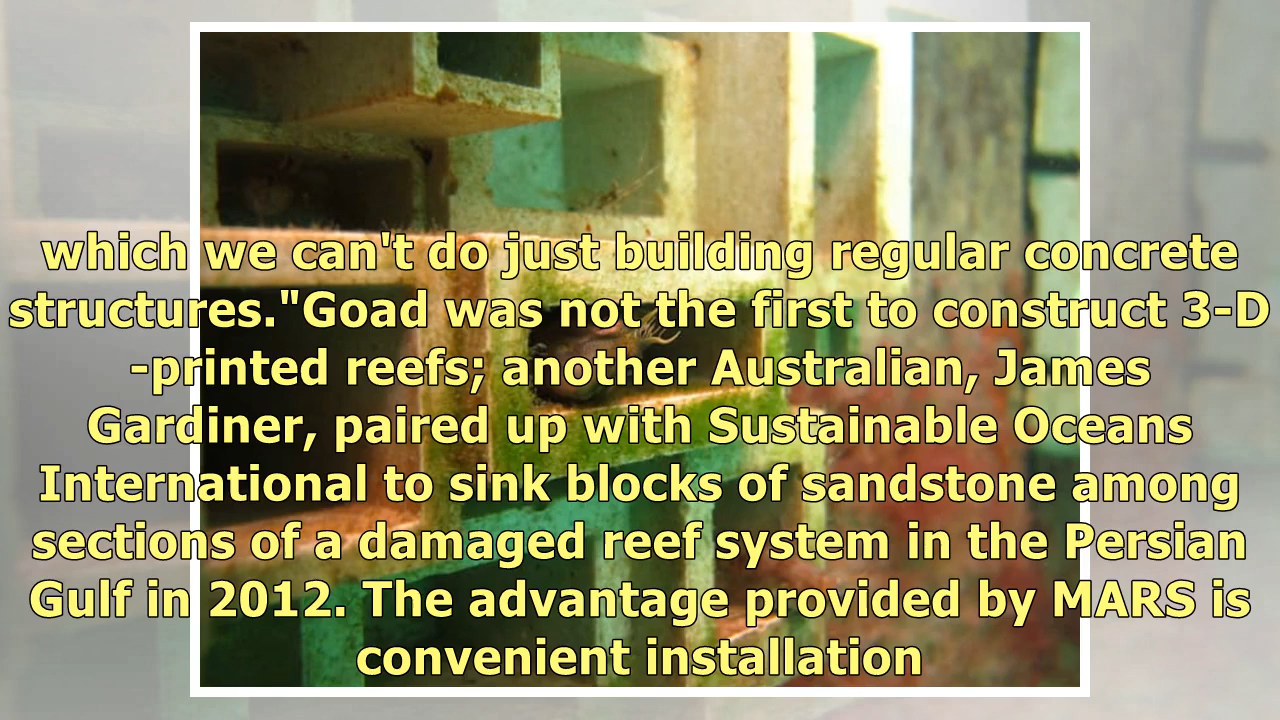 which we can't do just building regular concrete
structures."Goad was not the first to construct 3-D
-printed reefs; another Australian, James
Gardiner, paired up with Sustainable Oceans
International to sink blocks of sandstone among
sections of a damaged reef system in the Persian
Gulf in 2012. The advantage provided by MARS is
convenient installation